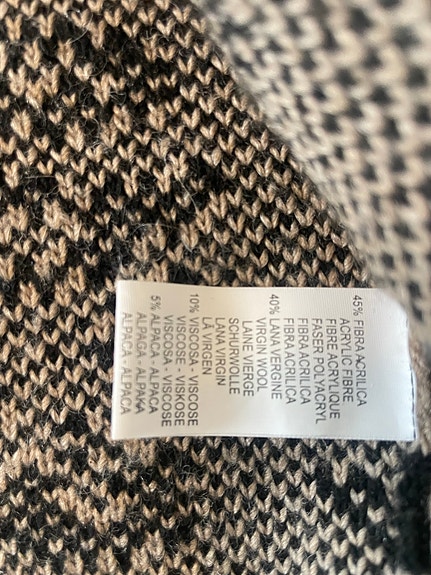 45% FIBRA ACRILICA
ACRYLIC FIBRE
FIBRE ACRYLIQUE
FASER POLYACRYL
FIBRA ACRILICA
FIBRA ACRILICA
40% LANA VERGINE
VIRGIN WOOL
LAINE VIERGE
SCHURWOLLE
LANA VIRGIN
LÃ VIRGEN
10% VISCOSA - VISCOSE
VISCOSE - VISKOSE
VISCOSA - VISCOSE
5% ALPACA ALPACA
ALPAGA - ALPAKA
ALPACA ALPACA